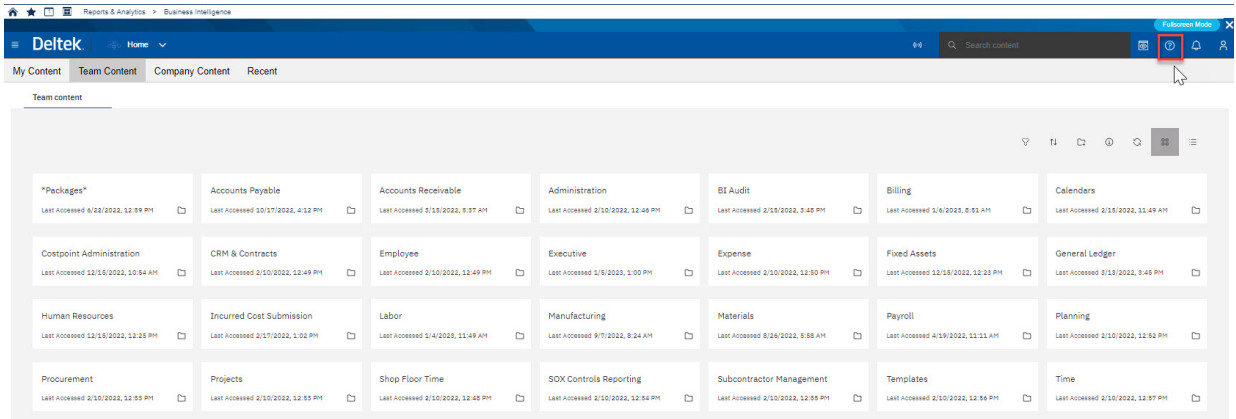 Reports & Analytics > Business Intelligence
Fullscreen Mode
Deltek Home Search content
My Content Team Content Company Content Recent
Team content
*Packages* Accounts Payable Accounts Receivable Administration BI Audit Billing Calendars
Last Accessed 6/22/2022, 12:59 PM Last Accessed 10/17/2022, 4:12 PM Last Accessed 3/15/2022, 5:37 AM Last Accessed 2/10/2022, 12:46 PM Last Accessed 2/15/2022, 3:48 PM Last Accessed 1/6/2023, 8:51 AM Last Accessed 2/15/2022, 11:49 AM
Costpoint Administration CRM & Contracts Employee Executive Expense Fixed Assets General Ledger
Last Accessed 12/15/2022, 10:54 AM Last Accessed 2/10/2022, 12:49 PM Last Accessed 2/10/2022, 12:49 PM Last Accessed 1/5/2023, 1:00 PM Last Accessed 2/10/2022, 12:50 PM Last Accessed 12/15/2022, 12:23 PM Last Accessed 3/13/2022, 3:45 PM
Human Resources Incurred Cost Submission Labor Manufacturing Materials Payroll Planning
Last Accessed 12/15/2022, 12:25 PM Last Accessed 2/17/2022, 1:02 PM Last Accessed 1/4/2023, 11:49 AM Last Accessed 9/7/2022, 8:24 AM Last Accessed 8/26/2022, 5:58 AM Last Accessed 4/19/2022, 11:11 AM Last Accessed 2/10/2022, 12:52 PM
Procurement Projects Shop Floor Time SOX Controls Reporting Subcontractor Management Templates Time
Last Accessed 2/10/2022, 12:53 PM Last Accessed 2/10/2022, 12:53 PM Last Accessed 2/10/2022, 12:48 PM Last Accessed 2/10/2022, 12:54 PM Last Accessed 2/10/2022, 12:55 PM Last Accessed 2/10/2022, 12:56 PM Last Accessed 2/10/2022, 12:57 PM